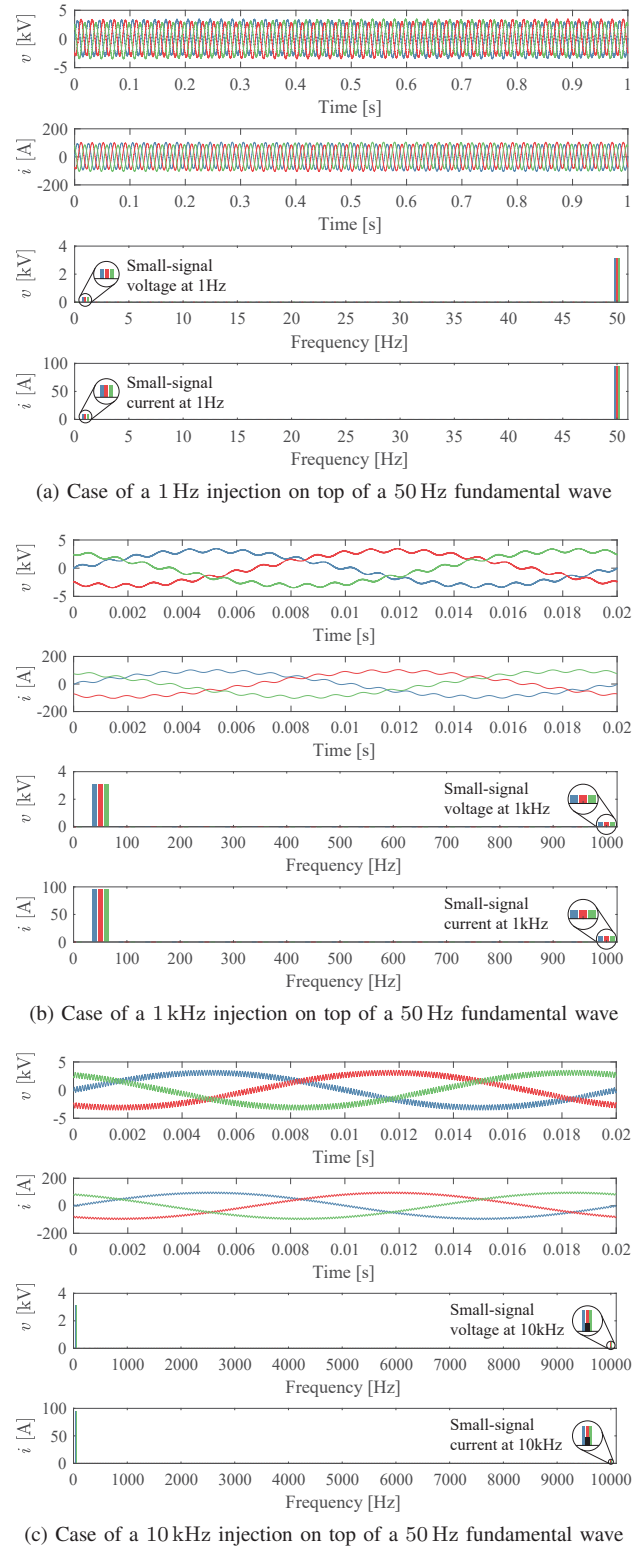 5
0
-5
v [kV]
0 0.1 0.2 0.3 0.4 0.5 0.6 0.7 0.8 0.9 1
Time [s]
200
0
-200
i [A]
0 0.1 0.2 0.3 0.4 0.5 0.6 0.7 0.8 0.9 1
Time [s]
4
2
0
v [kV]
Small-signal
voltage at 1Hz
0 5 10 15 20 25 30 35 40 45 50
Frequency [Hz]
100
50
0
i [A]
Small-signal
current at 1Hz
0 5 10 15 20 25 30 35 40 45 50
Frequency [Hz]
(a) Case of a 1 Hz injection on top of a 50 Hz fundamental wave
5
0
-5
v [kV]
0 0.002 0.004 0.006 0.008 0.01 0.012 0.014 0.016 0.018 0.02
Time [s]
200
0
-200
i [A]
0 0.002 0.004 0.006 0.008 0.01 0.012 0.014 0.016 0.018 0.02
Time [s]
4
2
0
v [kV]
Small-signal
voltage at 1kHz
0 100 200 300 400 500 600 700 800 900 1000
Frequency [Hz]
100
50
0
i [A]
Small-signal
current at 1kHz
0 100 200 300 400 500 600 700 800 900 1000
Frequency [Hz]
(b) Case of a 1 kHz injection on top of a 50 Hz fundamental wave
5
0
-5
v [kV]
0 0.002 0.004 0.006 0.008 0.01 0.012 0.014 0.016 0.018 0.02
Time [s]
200
0
-200
i [A]
0 0.002 0.004 0.006 0.008 0.01 0.012 0.014 0.016 0.018 0.02
Time [s]
4
2
0
v [kV]
Small-signal
voltage at 10kHz
0 1000 2000 3000 4000 5000 6000 7000 8000 9000 10000
Frequency [Hz]
100
50
0
i [A]
Small-signal
current at 10kHz
0 1000 2000 3000 4000 5000 6000 7000 8000 9000 10000
Frequency [Hz]
(c) Case of a 10 kHz injection on top of a 50 Hz fundamental wave